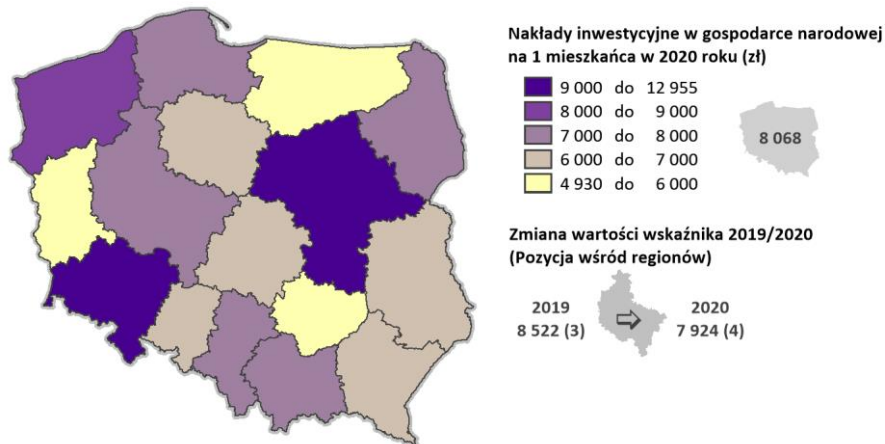 Nakłady inwestycyjne w gospodarce narodowej
na 1 mieszkańca w 2020 roku (zł)
9 000 do 12 955
8 000 do 9 000
7 000 do 8 000
6 000 do 7 000
4 930 do 6 000
8 068
Zmiana wartości wskaźnika 2019/2020
(Pozycja wśród regionów)
2019
8 522 (3)
2020
7 924 (4)